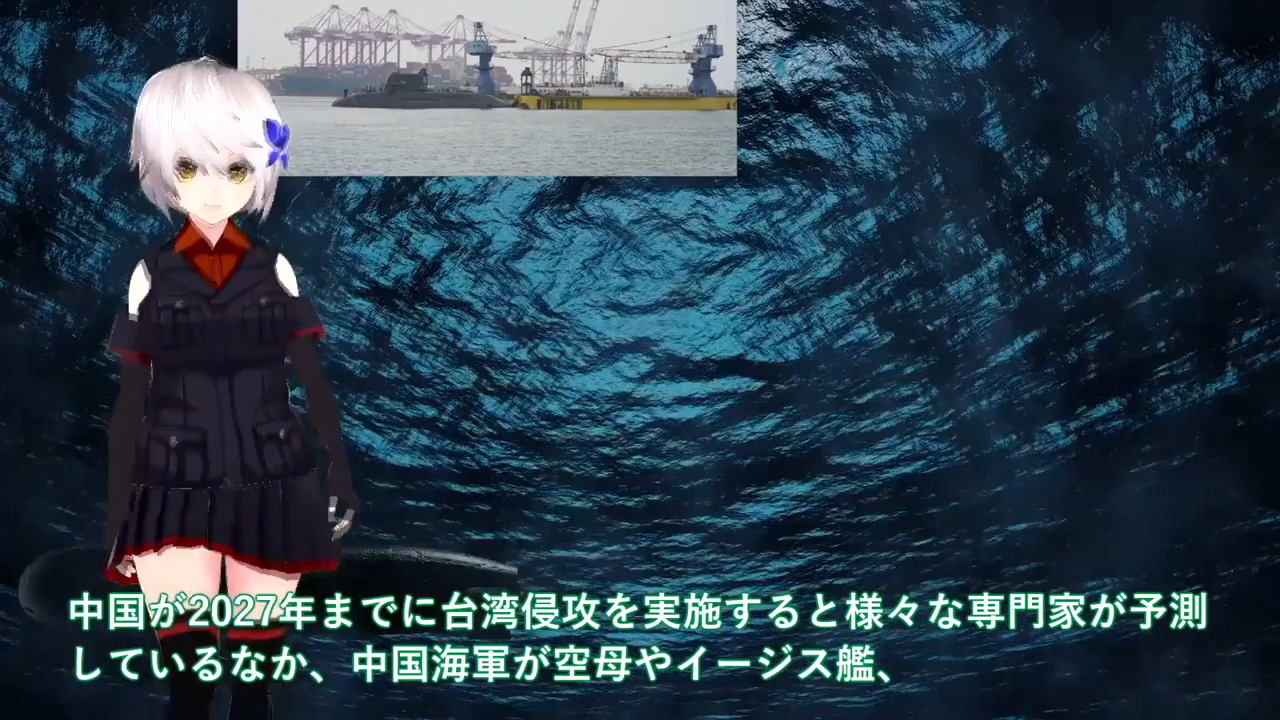 中国が2027年までに台湾侵攻を実施すると様々な専門家が予測
しているなか、中国海軍が空母やイージス艦、